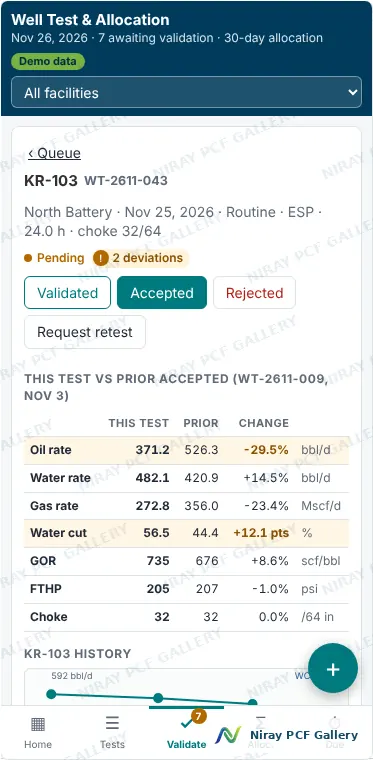 Well Test & Allocation
Nov 26, 2026 · 7 awaiting validation · 30-day allocation
Demo data
All facilities
‹ Queue
KR-103 WT-2611-043
North Battery · Nov 25, 2026 · Routine · ESP ·
24.0 h · choke 32/64
Pending ! 2 deviations
Validated Accepted Rejected
Request retest
THIS TEST VS PRIOR ACCEPTED (WT-2611-009,
NOV 3)
THIS TEST PRIOR CHANGE
Oil rate 371.2 526.3 -29.5% bbl/d
Water rate 482.1 420.9 +14.5% bbl/d
Gas rate 272.8 356.0 -23.4% Mscf/d
Water cut 56.5 44.4 +12.1 pts %
GOR 735 676 +8.6% scf/bbl
FTHP 205 207 -1.0% psi
Choke 32 32 0.0% /64 in
KR-103 HISTORY
592 bbl/d
+
7
Home Tests Validate Alloc.
Niray PCF Gallery
NIRAY PCF GALLERY